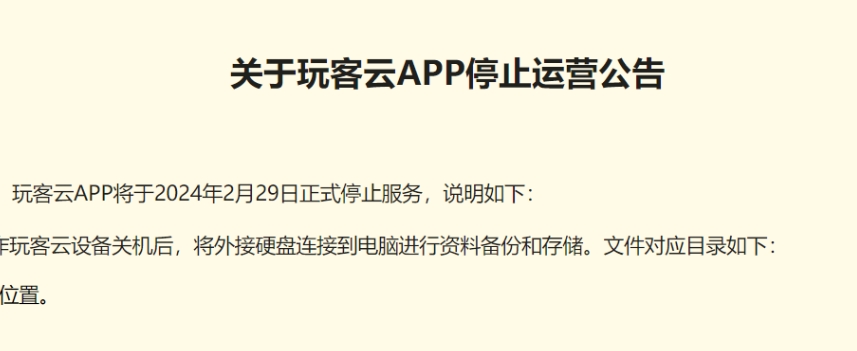 关于玩客云APP停止运营公告
玩客云APP将于2024年2月29日正式停止服务，说明如下：
玩客云设备关机后，将外接硬盘连接到电脑进行资料备份和存储。文件对应目录如下：
位置。